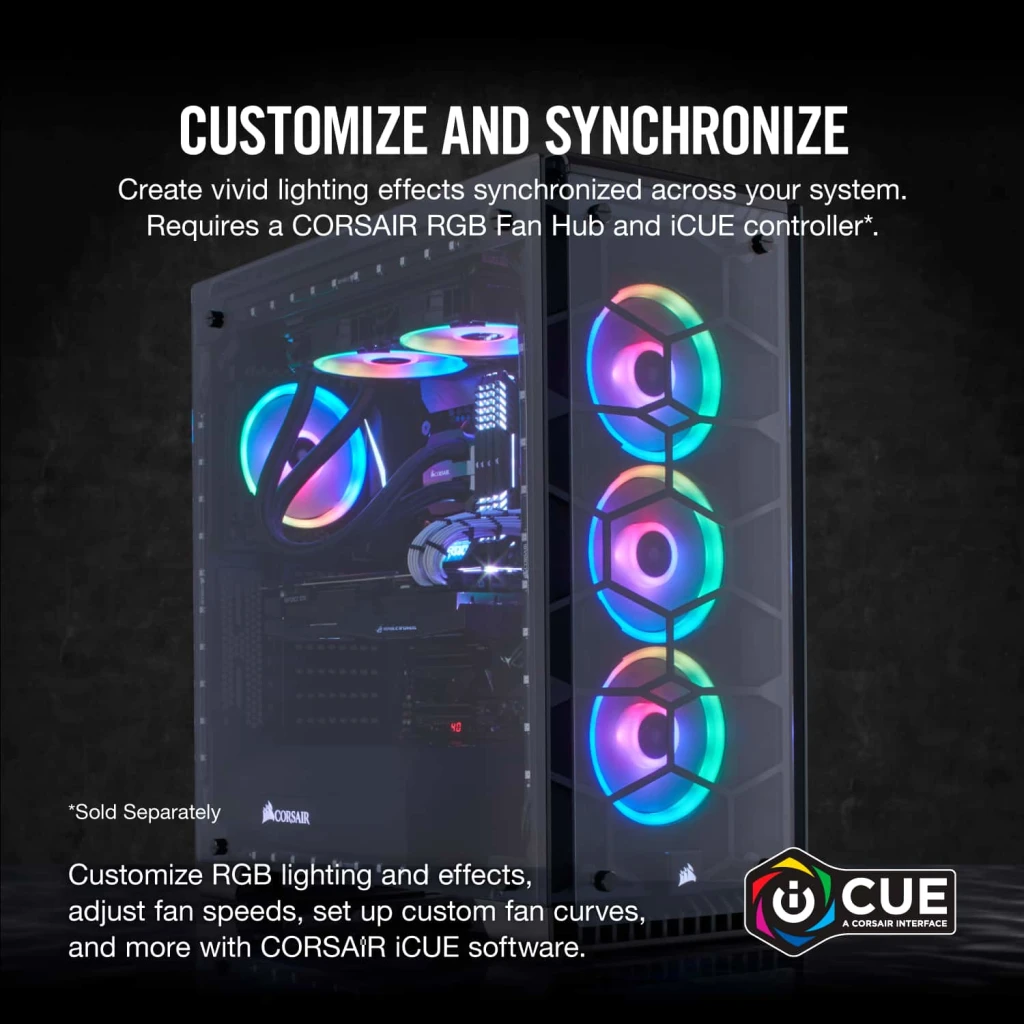 CUSTOMIZE AND SYNCHRONIZE
Create vivid lighting effects synchronized across your system.
Requires a CORSAIR RGB Fan Hub and iCUE controller*.
CORSAIR
40
*Sold Separately
CORSAIR
Customize RGB lighting and effects,
adjust fan speeds, set up custom fan curves,
and more with CORSAIR iCUE software.
iCUE
A CORSAIR INTERFACE